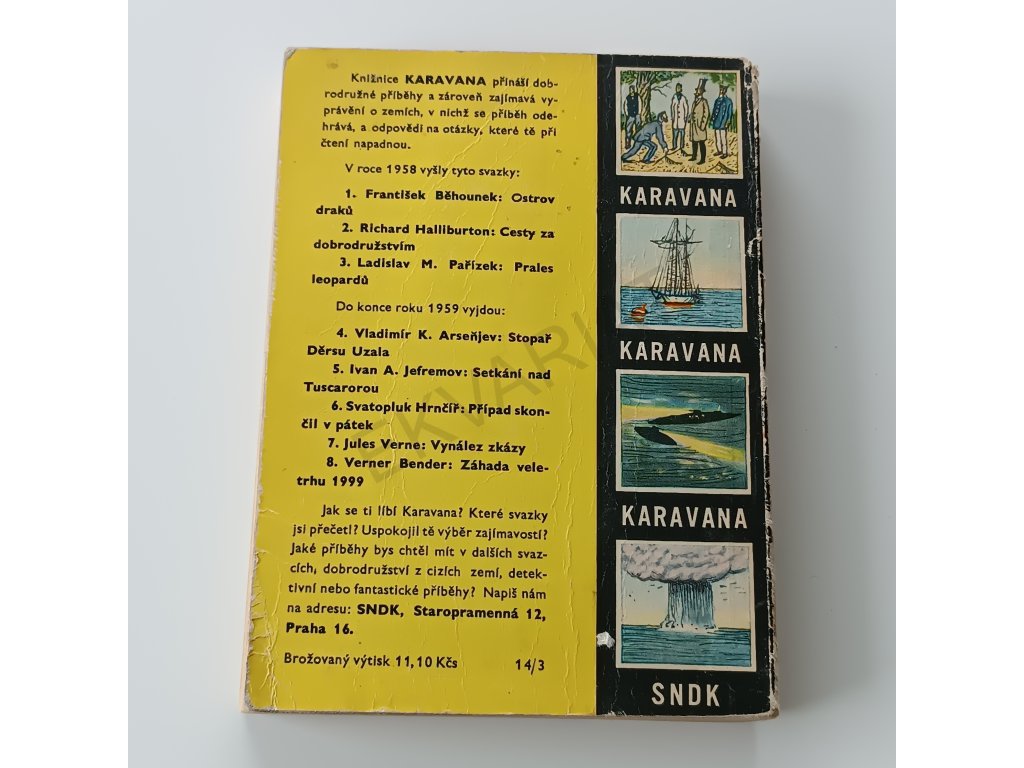 Knižnice KARAVANA přináší dob-
rodružné příběhy a zároveň zajímavá vy-
právění o zemích, v nichž se příběh ode-
hrává, a odpovědi na otázky, které tě při
čtení napadnou.
V roce 1958 vyšly tyto svazky:
1. František Běhounek: Ostrov
draků
2. Richard Halliburton: Cesty za
dobrodružstvím
3. Ladislav M. Pařízek: Prales
leopardů
Do konce roku 1959 vyjdou:
4. Vladimír K. Arseňjev: Stopař
Děrsu Uzala
5. Ivan A. Jefremov: Setkání nad
Tuscarorou
6. Svatopluk Hrnčíř: Případ skon-
čil v pátek
7. Jules Verne: Vynález zkázy
8. Verner Bender: Záhada vele-
trhu 1999
Jak se ti líbí Karavana? Které svazky
jsi přečetl? Uspokojil tě výběr zajímavostí?
Jaké příběhy bys chtěl mít v dalších svaz-
cích, dobrodružství z cizích zemí, detek-
tivní nebo fantastické příběhy? Napiš nám
na adresu: SNDK, Staropramenná 12,
Praha 16.
Brožovaný výtisk 11,10 Kčs 14/3
KARAVANA
KARAVANA
KARAVANA
SNDK